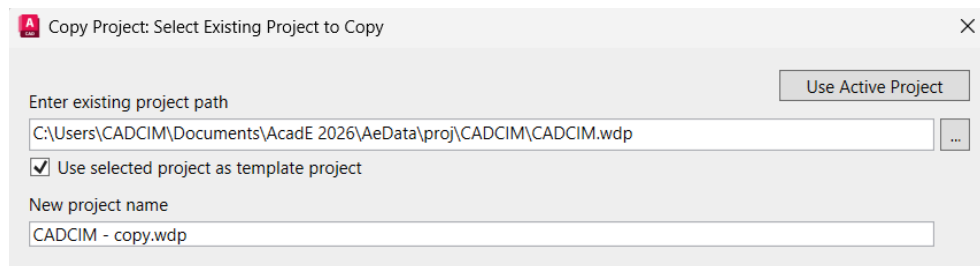 Copy Project: Select Existing Project to Copy
Use Active Project
Enter existing project path
C:\Users\CADCIM\Documents\AcadE 2026\AeData\proj\CADCIM\CADCIM.wdp
...
Use selected project as template project
New project name
CADCIM - copy.wdp